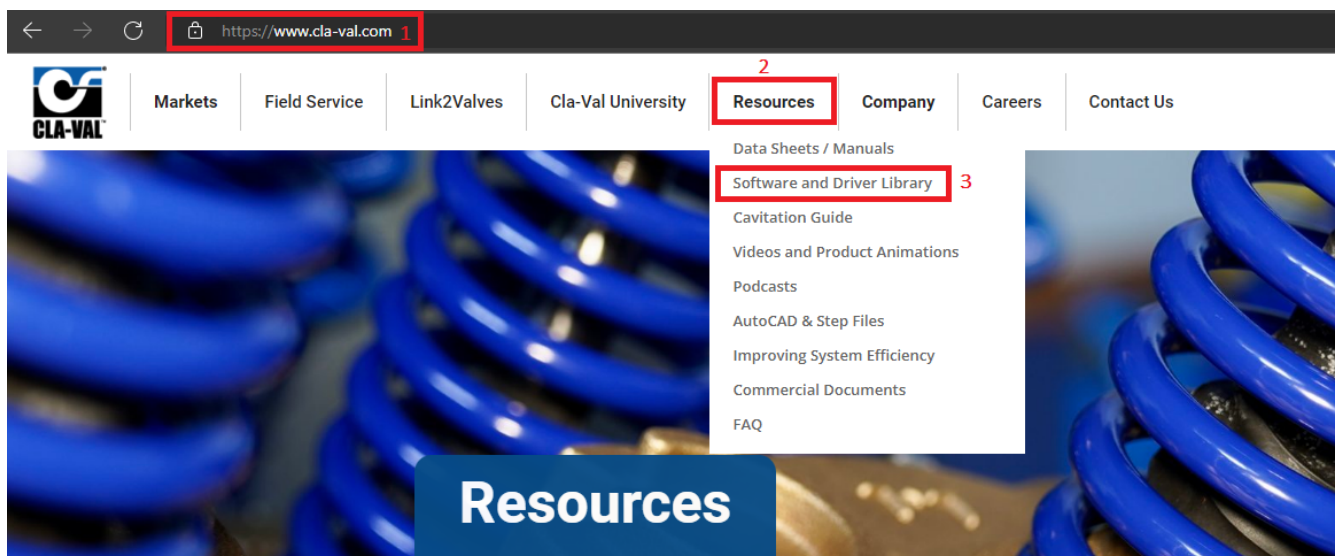 https://www.cla-val.com 1
2
CLA-VAL
Markets Field Service Link2Valves Cla-Val University Resources Company Careers Contact Us
Data Sheets / Manuals
Software and Driver Library 3
Cavitation Guide
Videos and Product Animations
Podcasts
AutoCAD & Step Files
Improving System Efficiency
Commercial Documents
FAQ
Resources